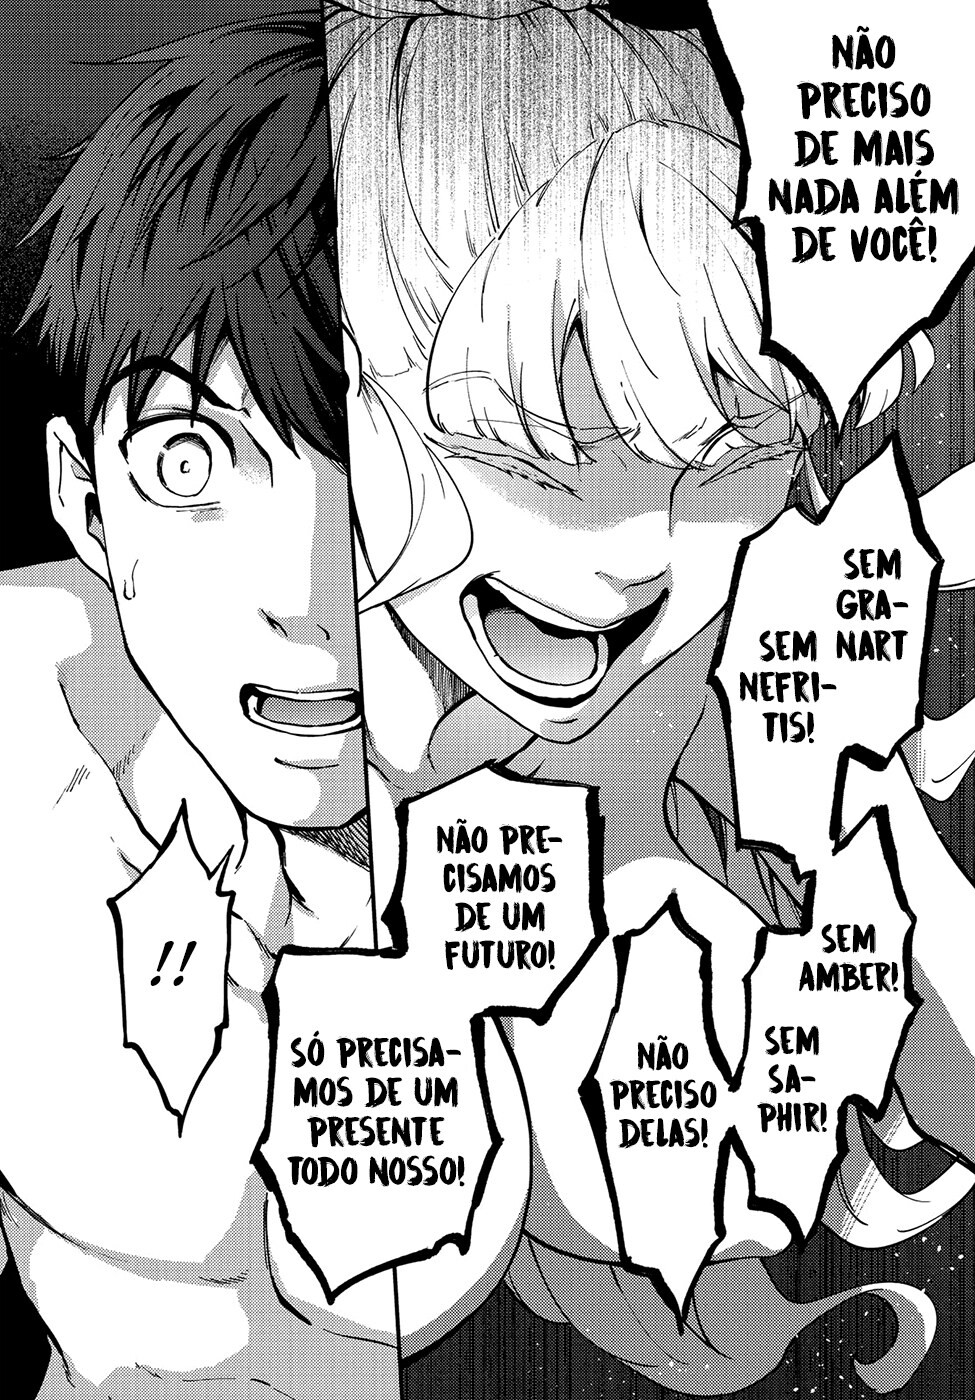 NÃO
PRECISO
DE MAIS
NADA ALÉM
DE VOCÊ!
SEM
GRA-
NART
SEM
NEFRI-
TIS!
SEM
AMBER!
SEM
SA-
PHIR!
NÃO
PRECISO
DELAS!
NÃO PRE-
CISAMOS
DE UM
FUTURO!
SÓ PRECISA-
MOS DE UM
PRESENTE
TODO NOSSO!
!!